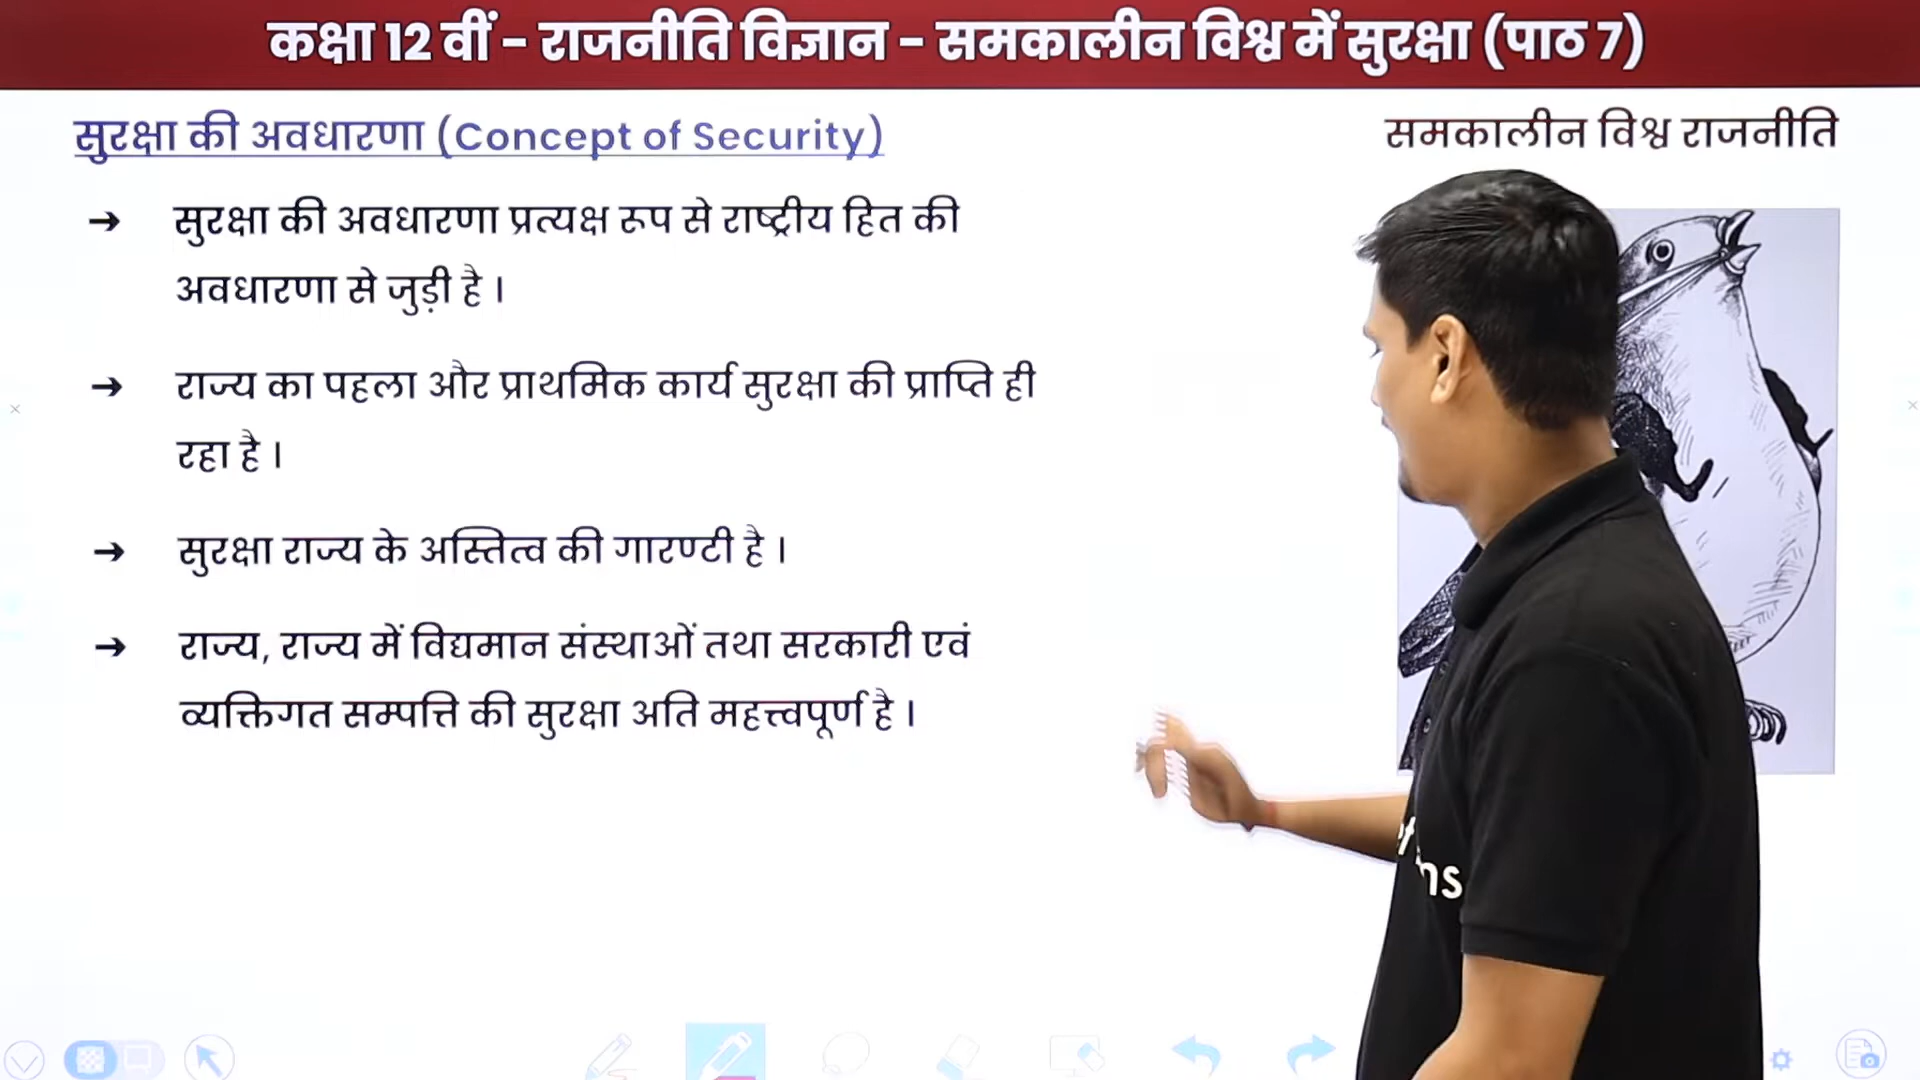 कक्षा 12 वीं - राजनीति विज्ञान - समकालीन विश्व में सुरक्षा (पाठ 7)
सुरक्षा की अवधारणा (Concept of Security)
समकालीन विश्व राजनीति
➔ सुरक्षा की अवधारणा प्रत्यक्ष रूप से राष्ट्रीय हित की
अवधारणा से जुड़ी है ।
➔ राज्य का पहला और प्राथमिक कार्य सुरक्षा की प्राप्ति ही
रहा है ।
➔ सुरक्षा राज्य के अस्तित्व की गारण्टी है ।
➔ राज्य, राज्य में विद्यमान संस्थाओं तथा सरकारी एवं
व्यक्तिगत सम्पत्ति की सुरक्षा अति महत्त्वपूर्ण है ।